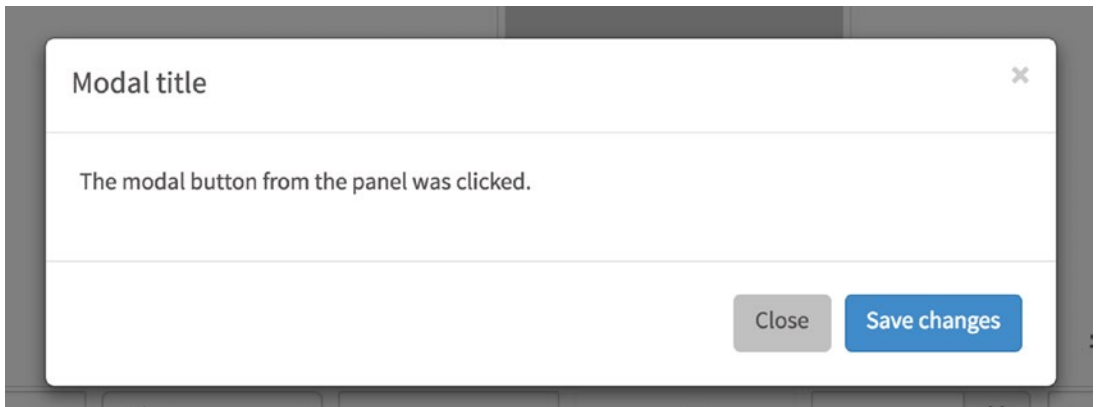 Modal title
×
The modal button from the panel was clicked.
Close
Save changes